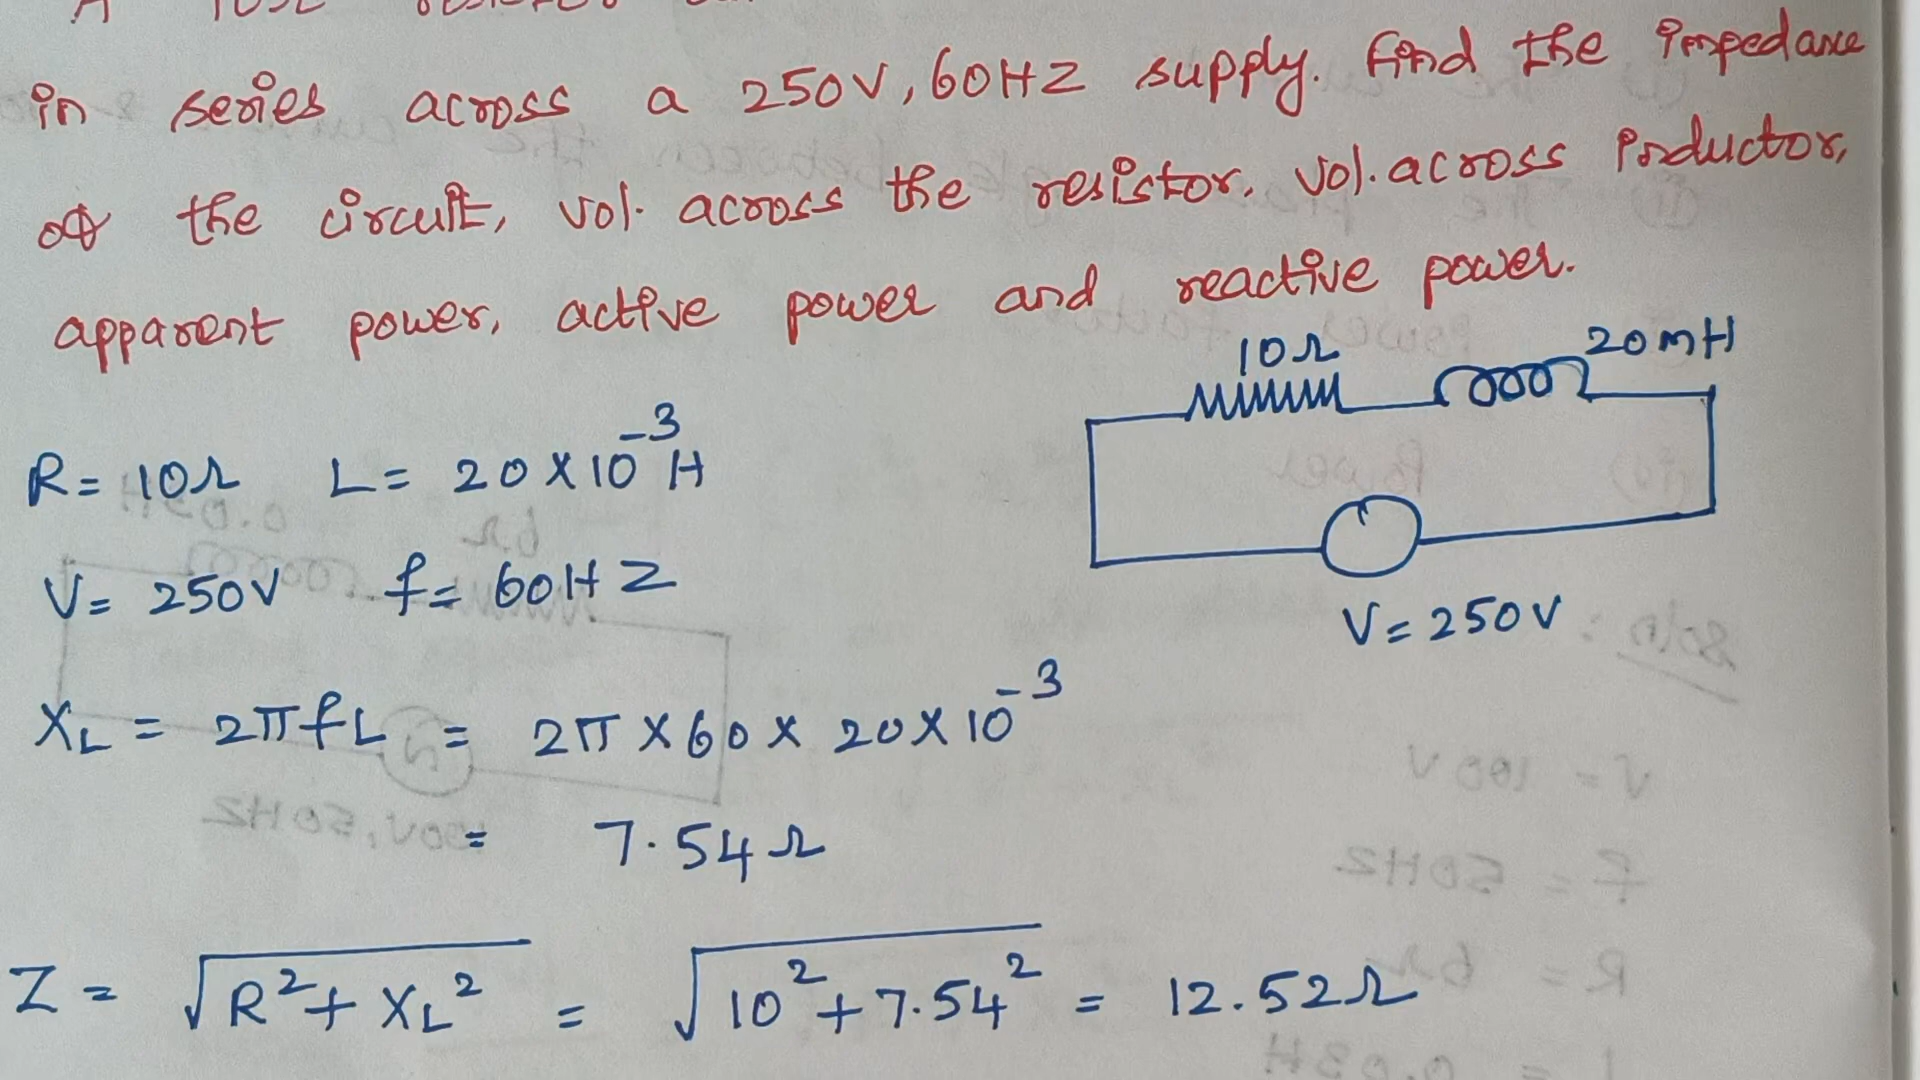 in series across a 250V, 60HZ supply. Find the impedance
of the circuit, vol. across the resistor, vol. across inductor,
apparent power, active power and reactive power.
10Ω 20mH
R = 10Ω L = 20 × 10⁻³ H
V = 250V f = 60HZ
V = 250V
X_L = 2πfL = 2π × 60 × 20 × 10⁻³
= 7.54Ω
Z = √(R² + X_L²) = √(10² + 7.54²) = 12.52Ω